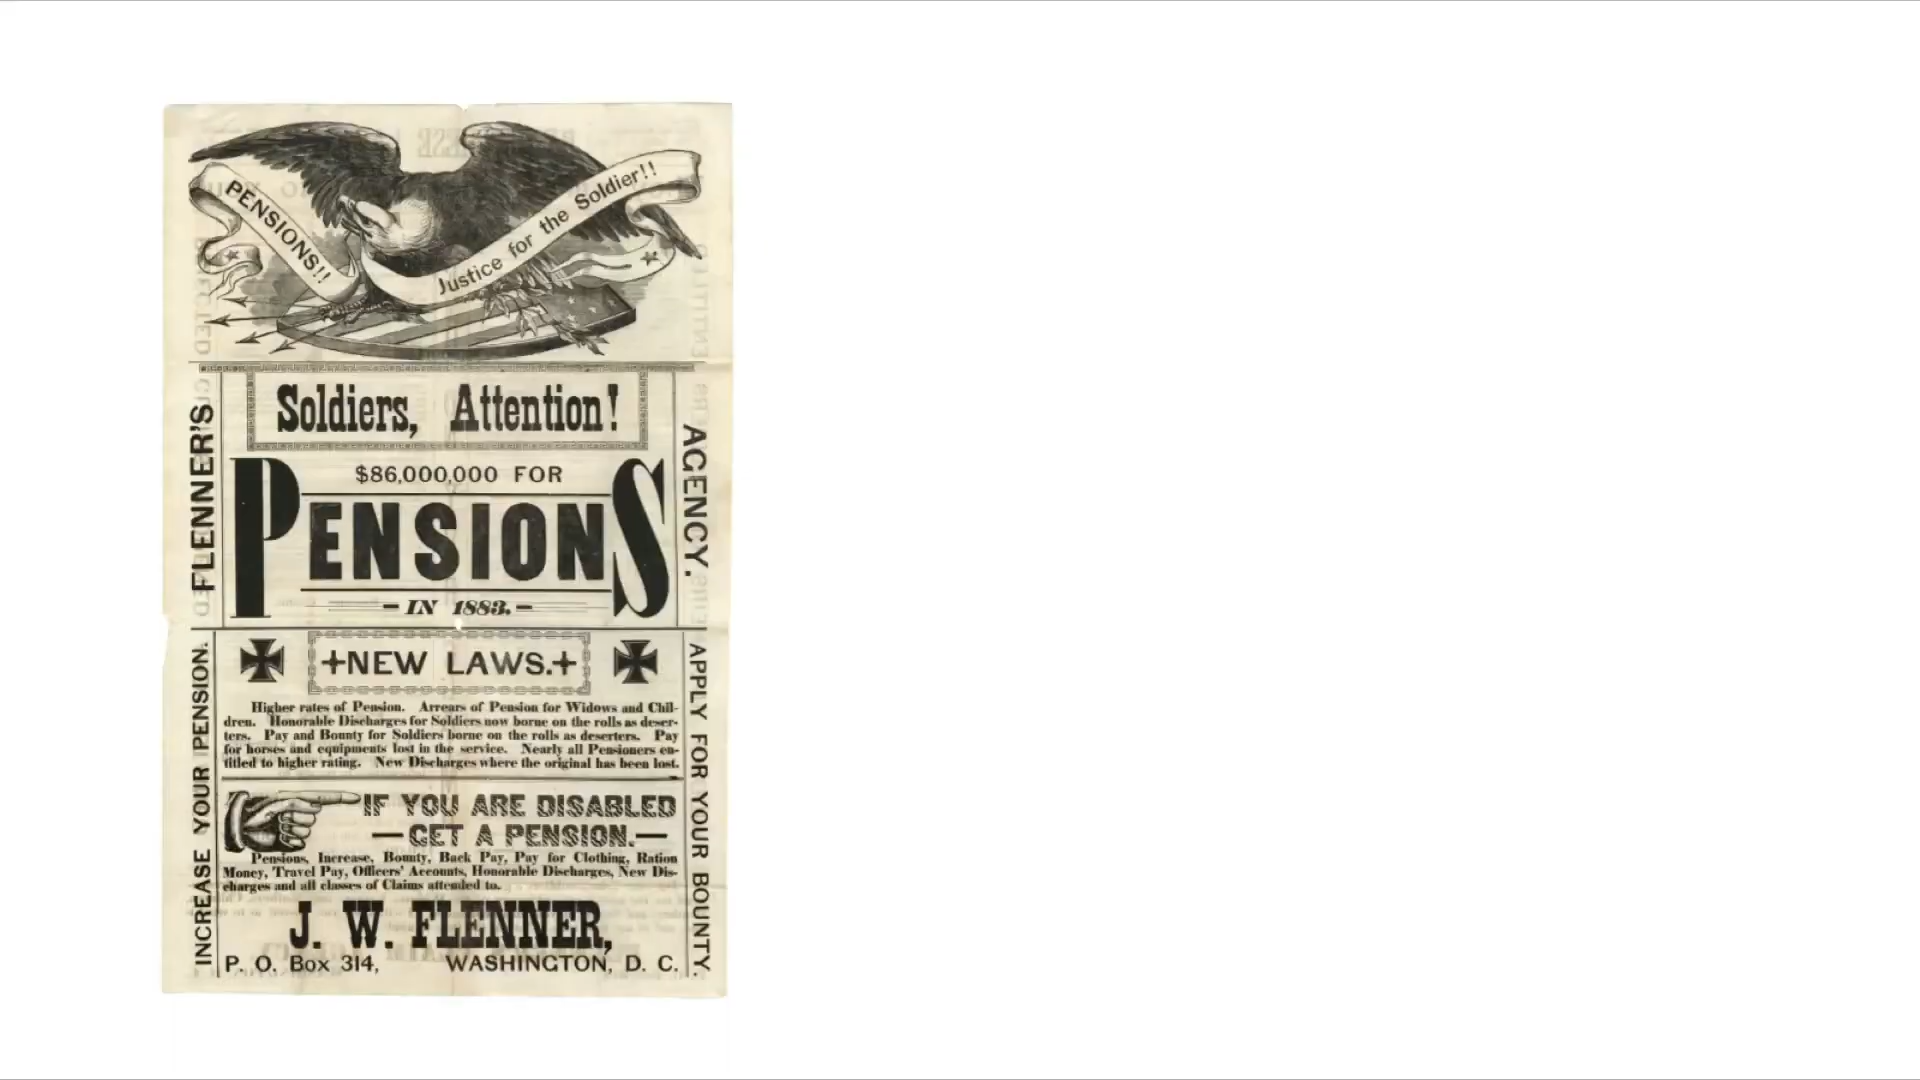 PENSIONS!!
Justice for the Soldier!!
FLENNER'S
AGENCY.
Soldiers, Attention!
$86,000,000 FOR
PENSIONS
IN 1883.
NEW LAWS.
INCREASE YOUR PENSION.
APPLY FOR YOUR BOUNTY.
Higher rates of Pension. Arrears of Pension for Widows and Chil-
dren. Honorable Discharges for Soldiers now borne on the rolls as deser-
ters. Pay and Bounty for Soldiers borne on the rolls as deserters. Pay
for horses and equipments lost in the service. Nearly all Pensioners en-
titled to higher rating. New Discharges where the original has been lost.
IF YOU ARE DISABLED
GET A PENSION.
Pensions, Increase, Bounty, Back Pay, Pay for Clothing, Ration
Money, Travel Pay, Officers' Accounts, Honorable Discharges, New Dis-
charges and all classes of Claims attended to.
J. W. FLENNER,
P. O. Box 314, WASHINGTON, D. C.